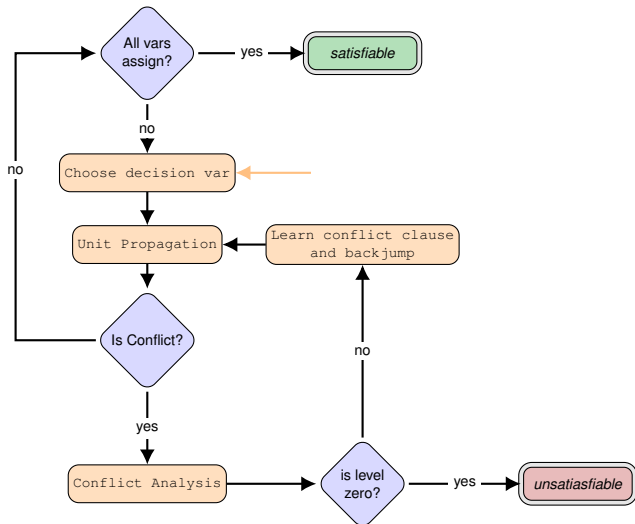 All vars
assign?
yes
satisfiable
no
no
Choose decision var
Unit Propagation
Learn conflict clause
and backjump
Is Conflict?
no
yes
Conflict Analysis
is level
zero?
yes
unsatiasfiable